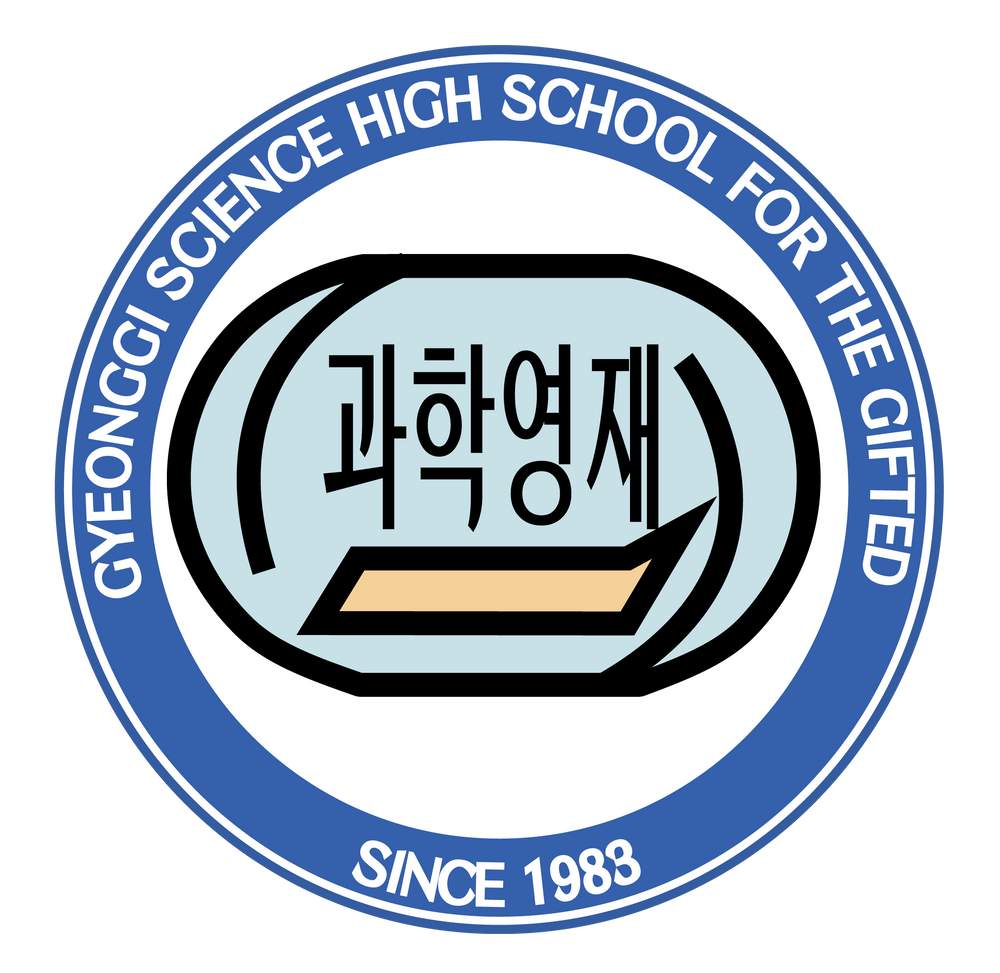 GYEONGGI SCIENCE HIGH SCHOOL FOR THE GIFTED
과학영재
SINCE 1983